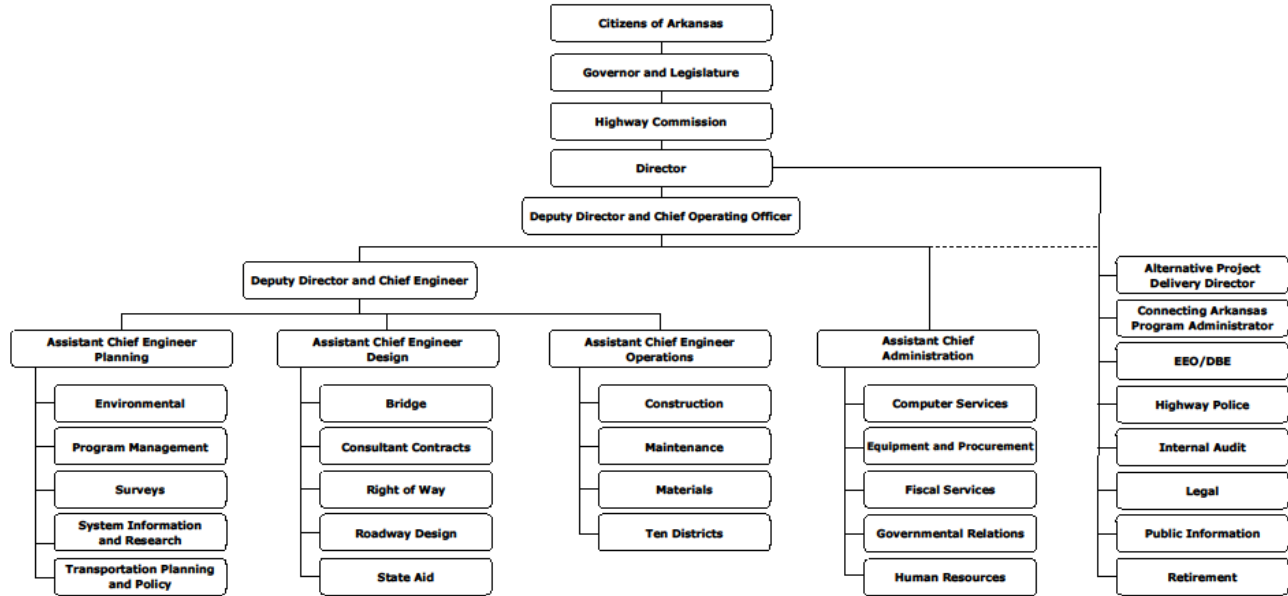 Citizens of Arkansas
Governor and Legislature
Highway Commission
Director
Deputy Director and Chief Operating Officer
Deputy Director and Chief Engineer
Assistant Chief Engineer
Planning
Environmental
Program Management
Surveys
System Information
and Research
Transportation Planning
and Policy
Assistant Chief Engineer
Design
Bridge
Consultant Contracts
Right of Way
Roadway Design
State Aid
Assistant Chief Engineer
Operations
Construction
Maintenance
Materials
Ten Districts
Assistant Chief
Administration
Computer Services
Equipment and Procurement
Fiscal Services
Governmental Relations
Human Resources
Alternative Project
Delivery Director
Connecting Arkansas
Program Administrator
EEO/DBE
Highway Police
Internal Audit
Legal
Public Information
Retirement